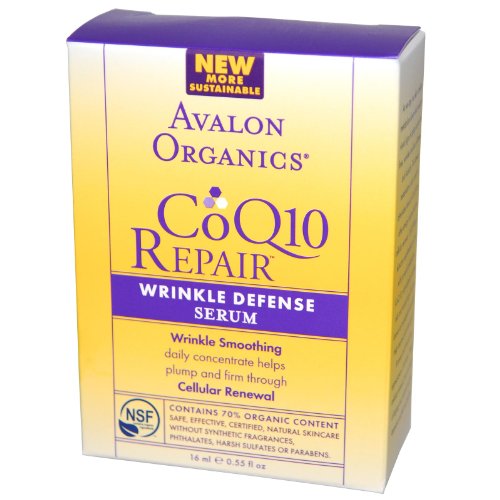 NEW
MORE
SUSTAINABLE
AVALON
ORGANICS®
CoQ10
REPAIR™
WRINKLE DEFENSE
SERUM
Wrinkle Smoothing
daily concentrate helps
plump and firm through
Cellular Renewal
NSF
CONTAINS 70% ORGANIC CONTENT
SAFE, EFFECTIVE, CERTIFIED, NATURAL SKINCARE
WITHOUT SYNTHETIC FRAGRANCES,
PHTHALATES, HARSH SULFATES OR PARABENS.
16 ml ℮ 0.55 fl oz